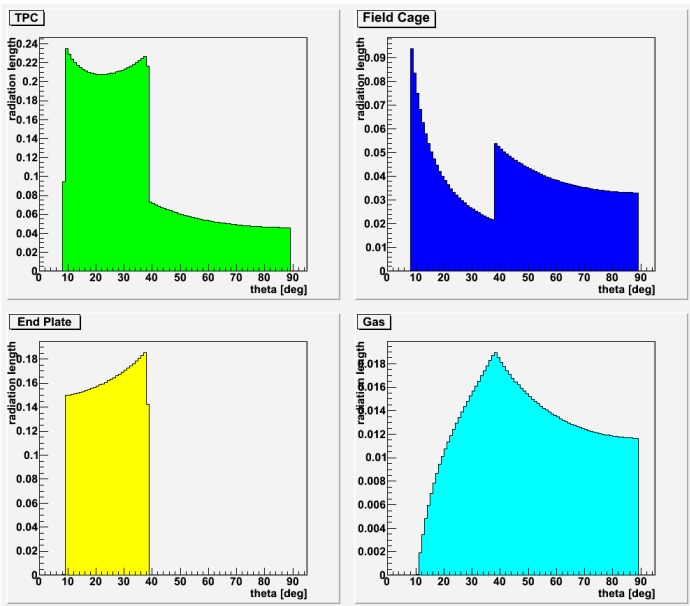 TPC
radiation length
0.24
0.22
0.2
0.18
0.16
0.14
0.12
0.1
0.08
0.06
0.04
0.02
0
0 10 20 30 40 50 60 70 80 90
theta [deg]
Field Cage
radiation length
0.09
0.08
0.07
0.06
0.05
0.04
0.03
0.02
0.01
0
0 10 20 30 40 50 60 70 80 90
theta [deg]
End Plate
radiation length
0.18
0.16
0.14
0.12
0.1
0.08
0.06
0.04
0.02
0
0 10 20 30 40 50 60 70 80 90
theta [deg]
Gas
radiation length
0.018
0.016
0.014
0.012
0.01
0.008
0.006
0.004
0.002
0
0 10 20 30 40 50 60 70 80 90
theta [deg]